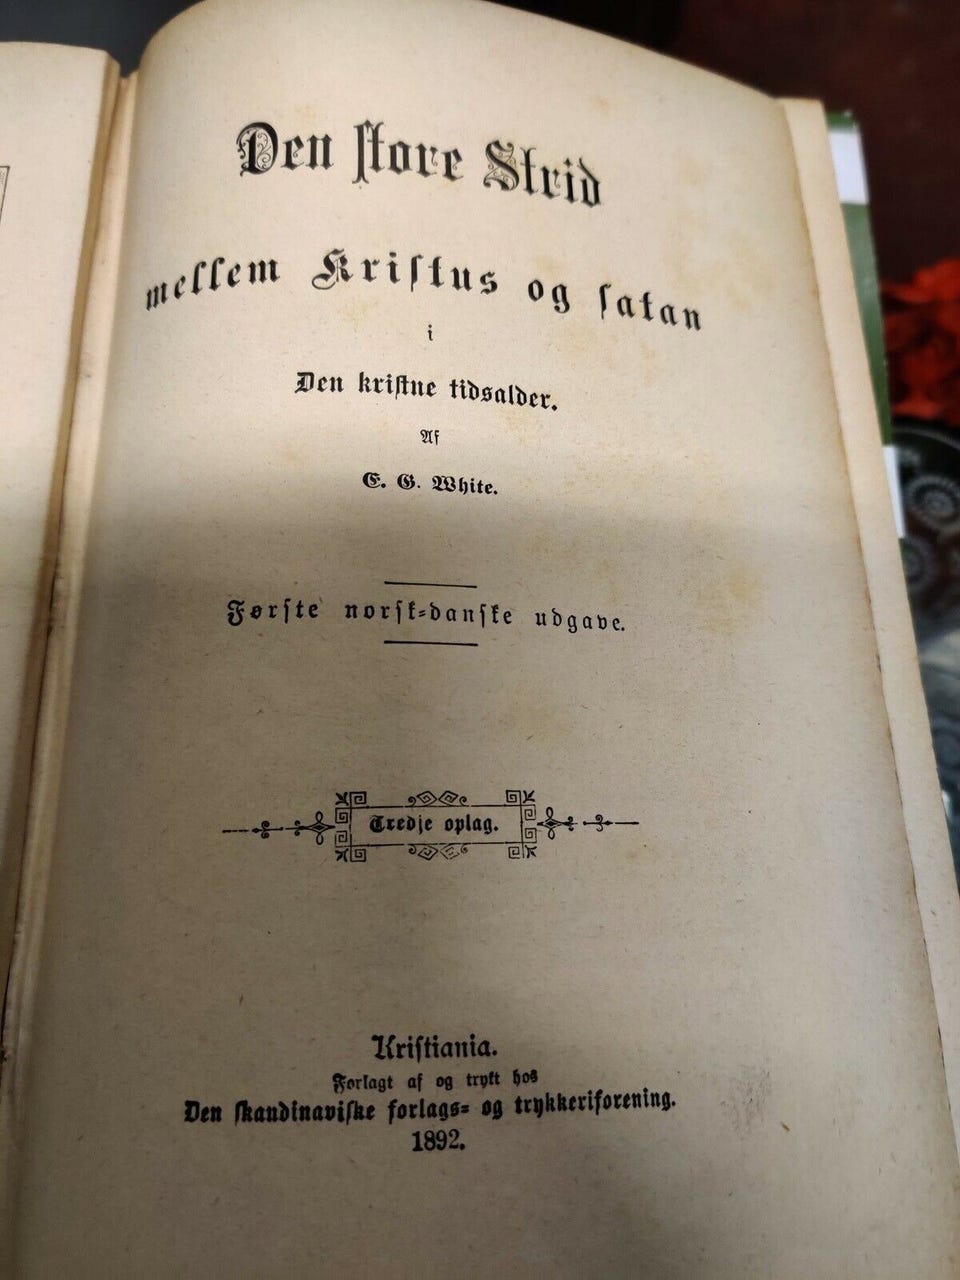 Den store Strid
mellem Kristus og satan
i
Den kristne tidsalder.
Af
E. G. White.
Første norsk-danske udgave.
Tredje oplag.
Kristiania.
Forlagt af og trykt hos
Den skandinaviske forlags- og trykkeriforening.
1892.